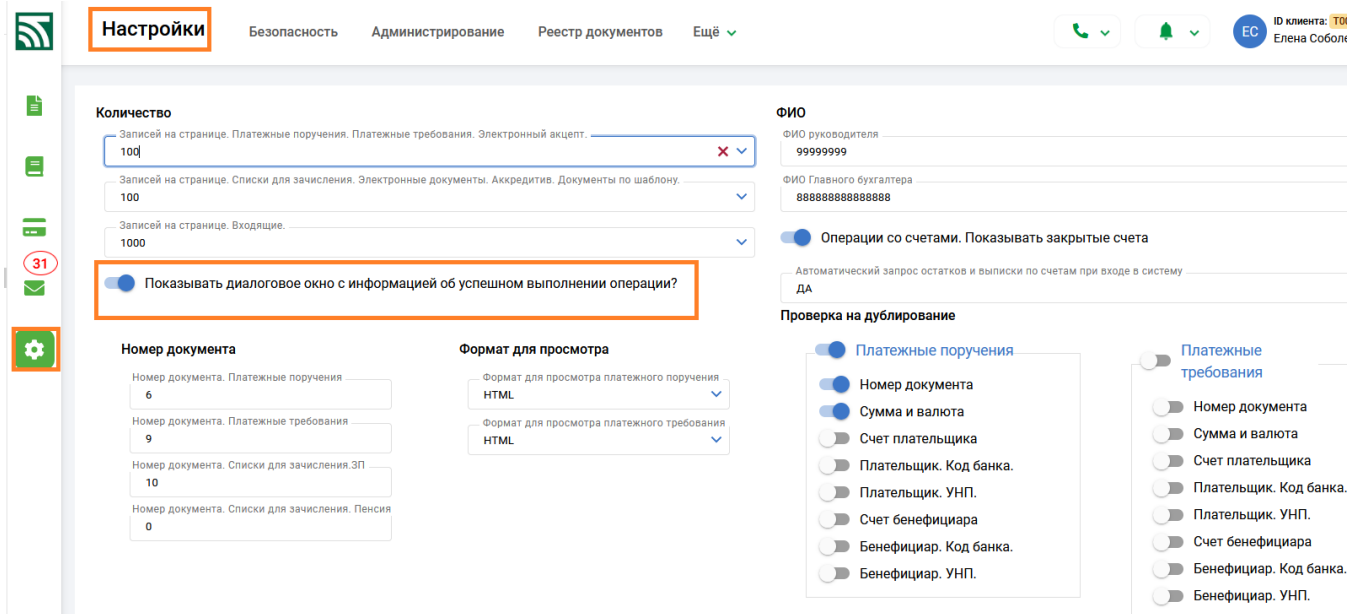 Настройки
Безопасность
Администрирование
Реестр документов
Ещё
ЕС
ID клиента:
Елена
31
Количество
Записей на странице. Платежные поручения. Платежные требования. Электронный акцепт.
100
Записей на странице. Списки для зачисления. Электронные документы. Аккредитив. Документы по шаблону.
100
Записей на странице. Входящие.
1000
Показывать диалоговое окно с информацией об успешном выполнении операции?
Номер документа
Номер документа. Платежные поручения
6
Номер документа. Платежные требования
9
Номер документа. Списки для зачисления.ЗП
10
Номер документа. Списки для зачисления. Пенсия
0
Формат для просмотра
Формат для просмотра платежного поручения
HTML
Формат для просмотра платежного требования
HTML
ФИО
ФИО руководителя
99999999
ФИО Главного бухгалтера
888888888888888
Операции со счетами. Показывать закрытые счета
Автоматический запрос остатков и выписки по счетам при входе в систему
ДА
Проверка на дублирование
Платежные поручения
Номер документа
Сумма и валюта
Счет плательщика
Плательщик. Код банка.
Плательщик. УНП.
Счет бенефициара
Бенефициар. Код банка.
Бенефициар. УНП.
Платежные
требования
Номер документа
Сумма и валюта
Счет плательщика
Плательщик. Код банка.
Плательщик. УНП.
Счет бенефициара
Бенефициар. Код банка.
Бенефициар. УНП.